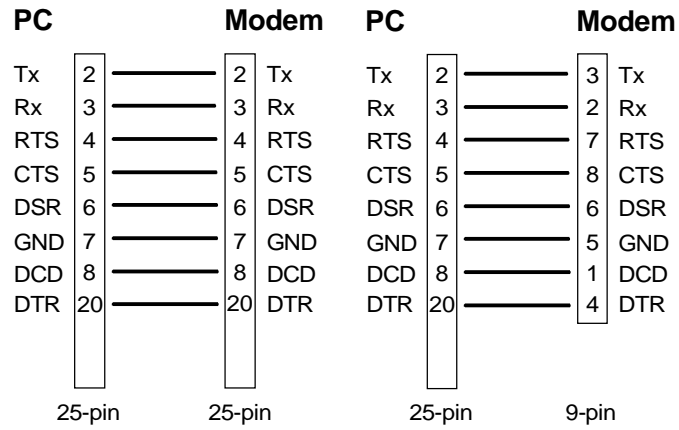 PC Modem PC Modem
Tx 2 2 Tx Tx 2 3 Tx
Rx 3 3 Rx Rx 3 2 Rx
RTS 4 4 RTS RTS 4 7 RTS
CTS 5 5 CTS CTS 5 8 CTS
DSR 6 6 DSR DSR 6 6 DSR
GND 7 7 GND GND 7 5 GND
DCD 8 8 DCD DCD 8 1 DCD
DTR 20 20 DTR DTR 20 4 DTR
25-pin 25-pin 25-pin 9-pin